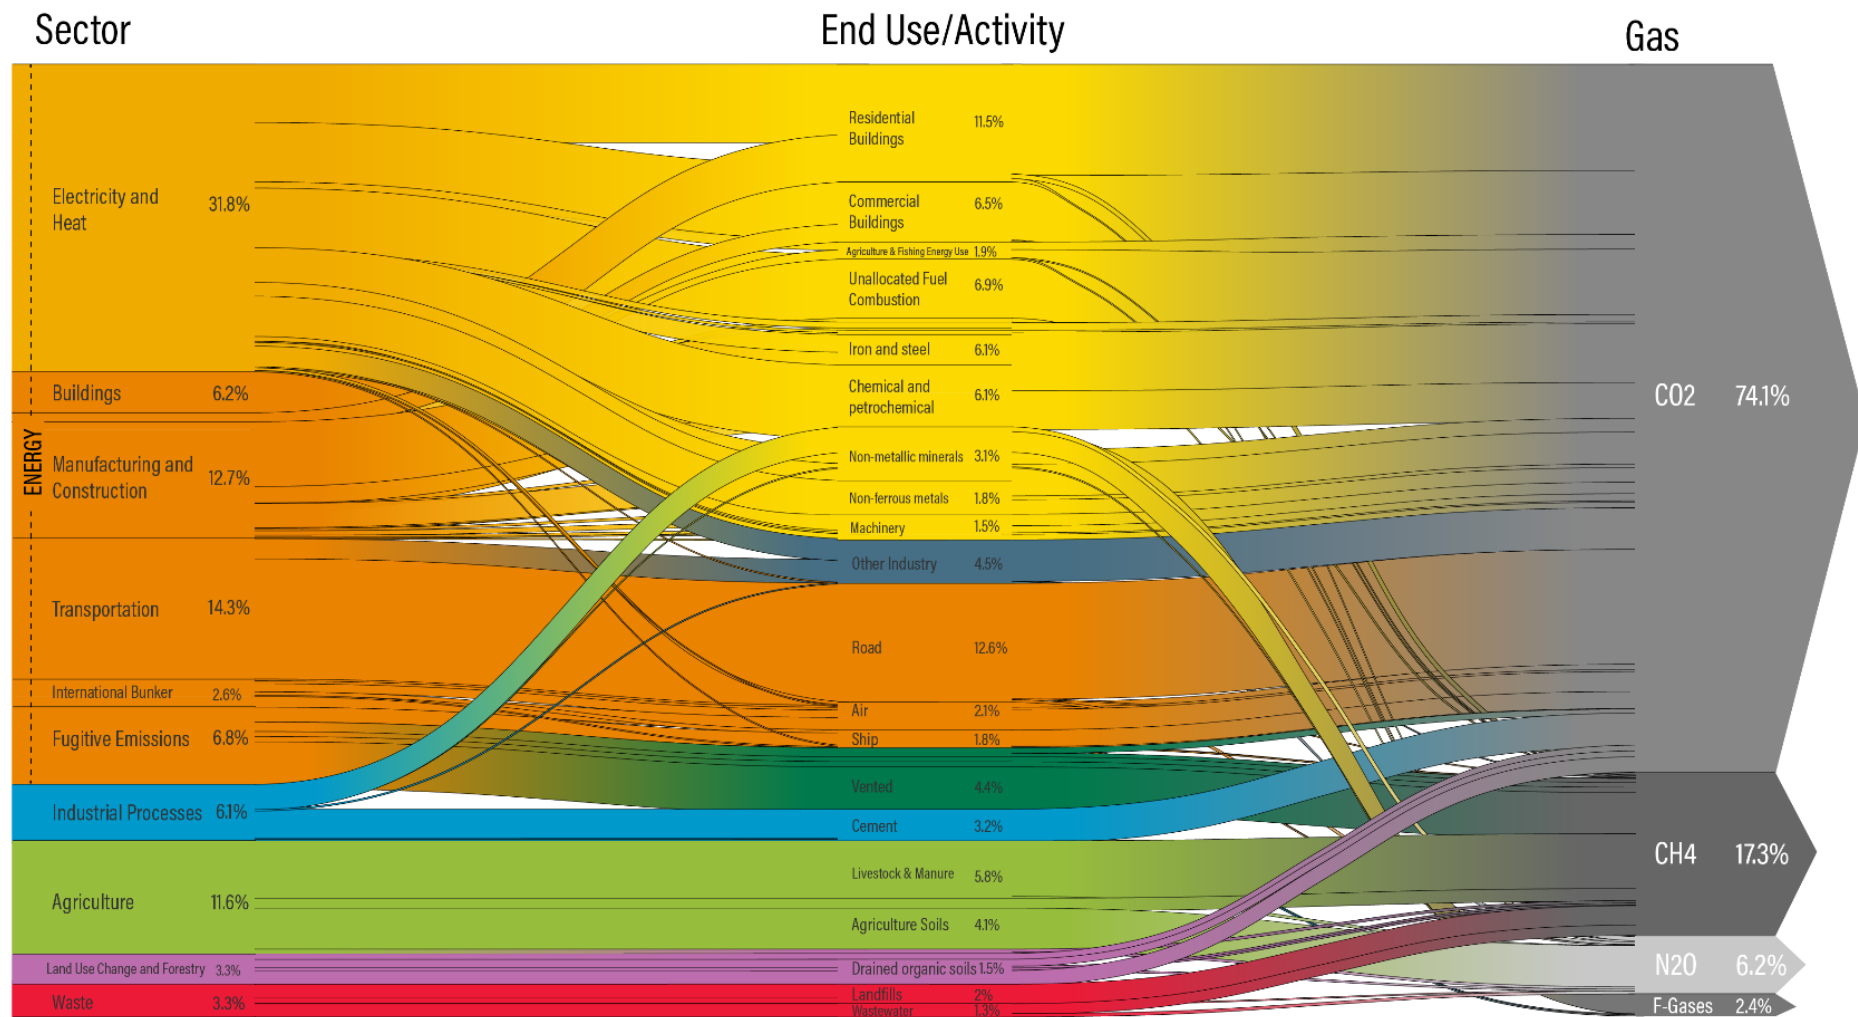 Sector
End Use/Activity
Gas
ENERGY
Electricity and
Heat
31.8%
Buildings
6.2%
Manufacturing and
Construction
12.7%
Transportation
14.3%
International Bunker
2.6%
Fugitive Emissions
6.8%
Industrial Processes
6.1%
Agriculture
11.6%
Land Use Change and Forestry
3.3%
Waste
3.3%
Residential
Buildings
11.5%
Commercial
Buildings
6.5%
Agriculture & Fishing Energy Use
1.9%
Unallocated Fuel
Combustion
6.9%
Iron and steel
6.1%
Chemical and
petrochemical
6.1%
Non-metallic minerals
3.1%
Non-ferrous metals
1.8%
Machinery
1.5%
Other Industry
4.5%
Road
12.6%
Air
2.1%
Ship
1.8%
Vented
4.4%
Cement
3.2%
Livestock & Manure
5.8%
Agriculture Soils
4.1%
Drained organic soils
1.5%
Landfills
2%
Wastewater
1.3%
CO2
74.1%
CH4
17.3%
N2O
6.2%
F-Gases
2.4%